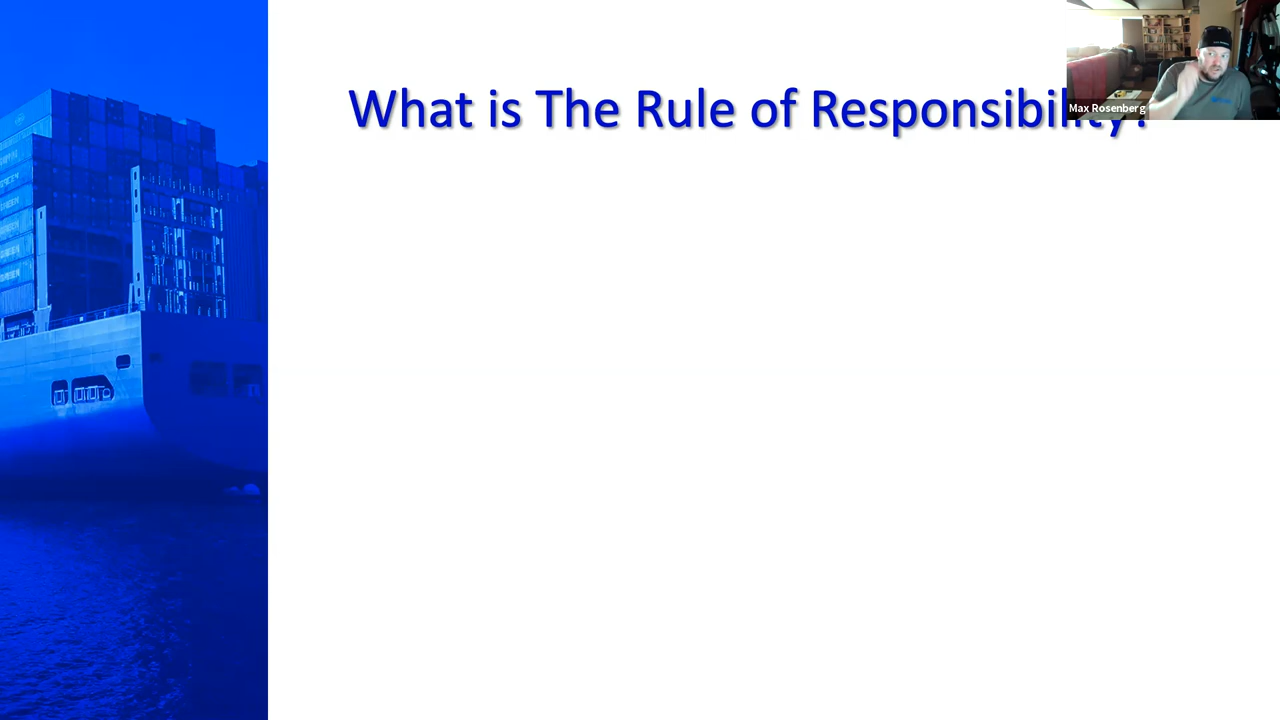 What is The Rule of Responsibility?
Max Rosenberg